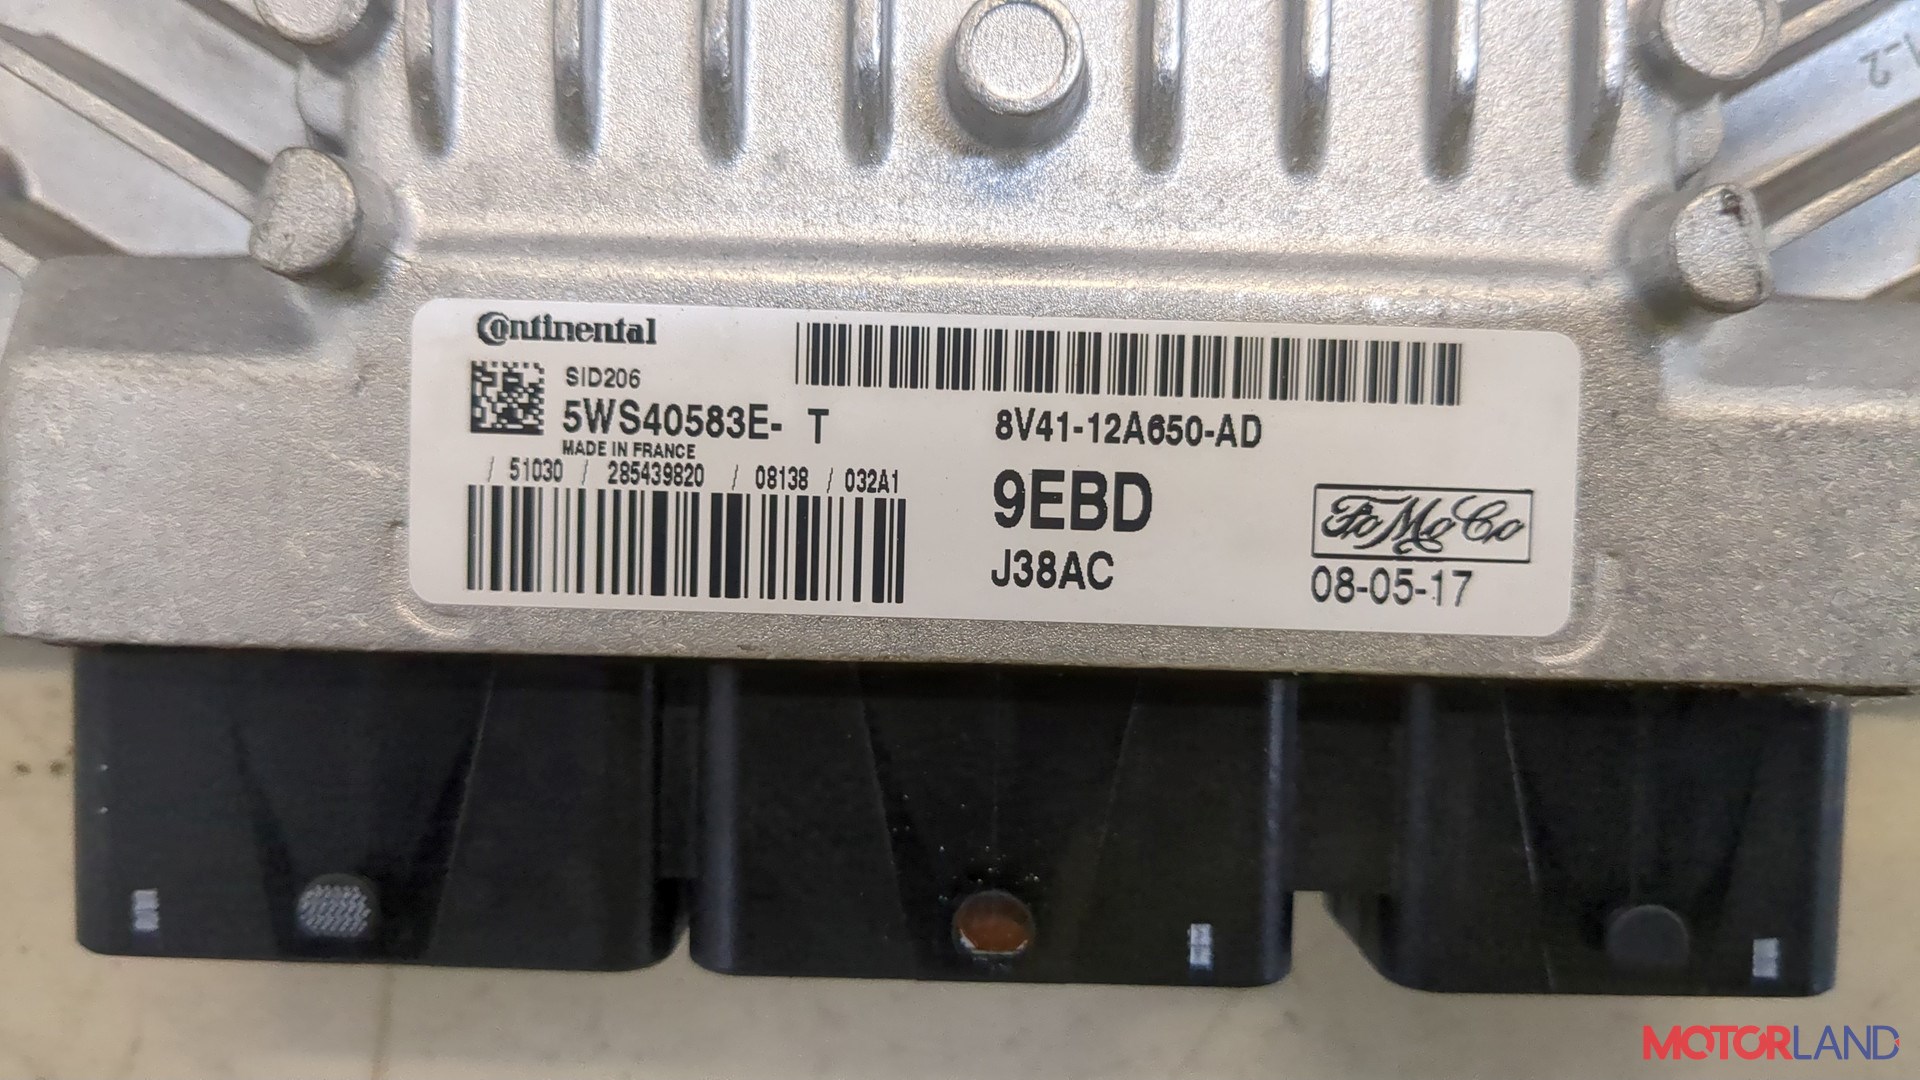 Continental
SID206
5WS40583E- T
MADE IN FRANCE
/ 51030 / 285439820 / 08138 / 032A1
8V41-12A650-AD
9EBD
J38AC
FoMoCo
08-05-17
MOTORLAND